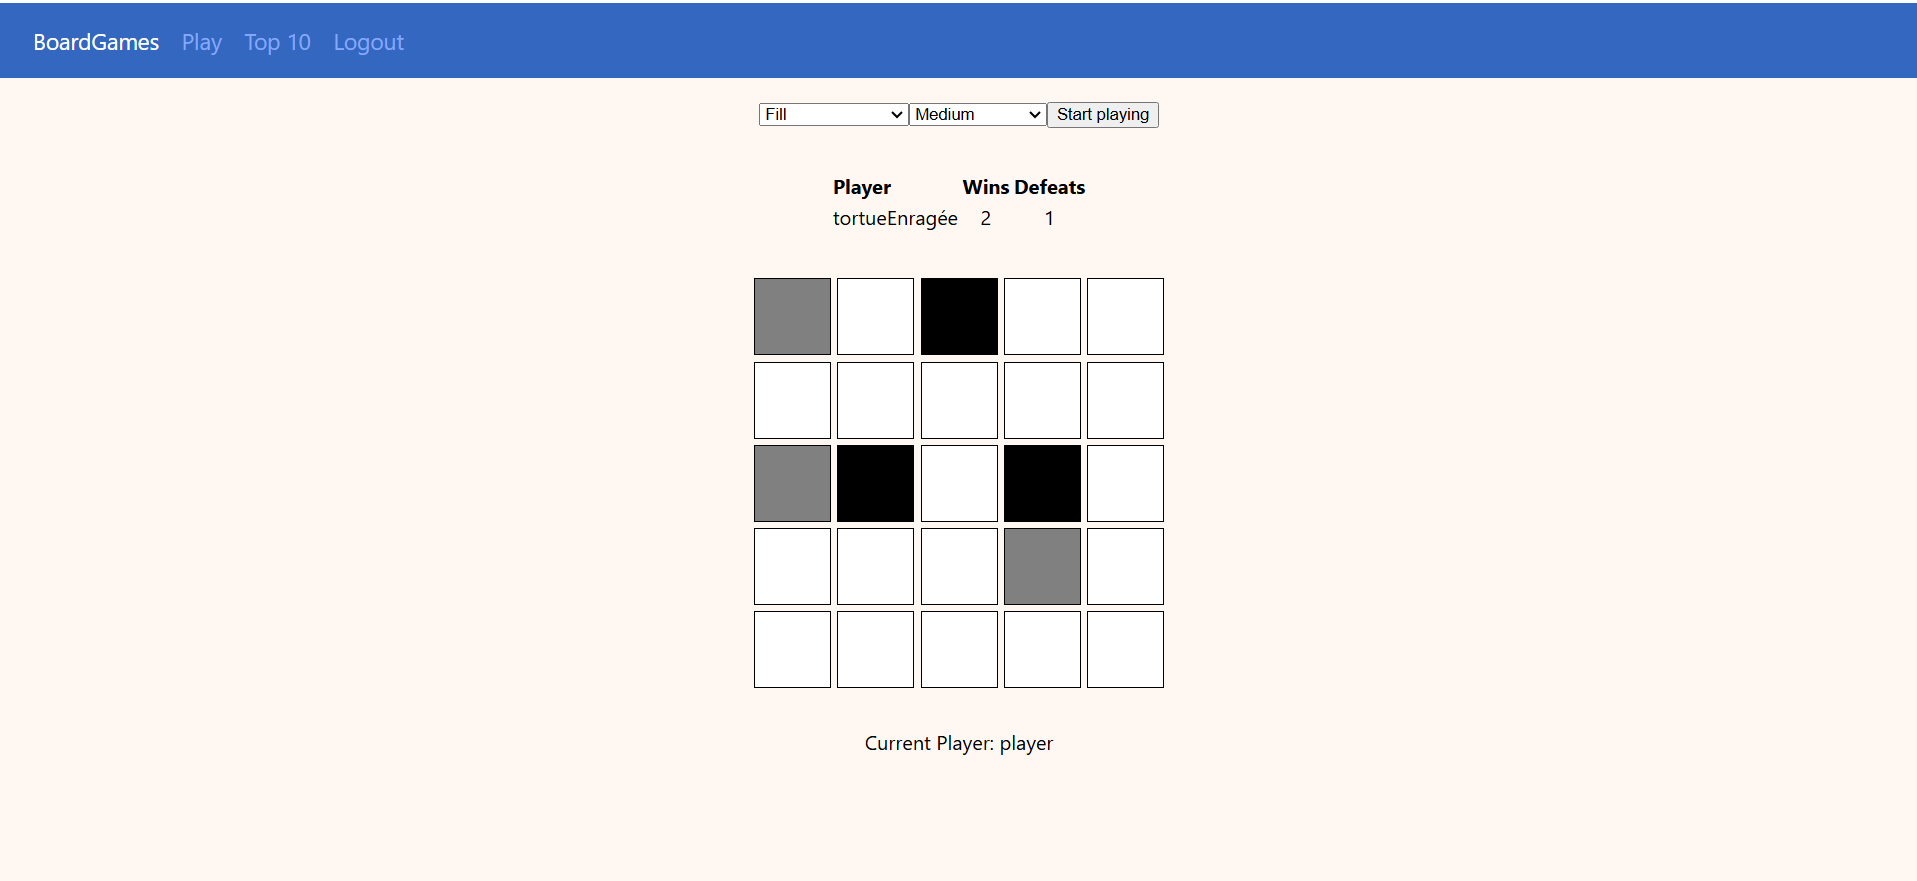 BoardGames Play Top 10 Logout
Fill Medium Start playing
Player Wins Defeats
tortueEnragée 2 1
Current Player: player